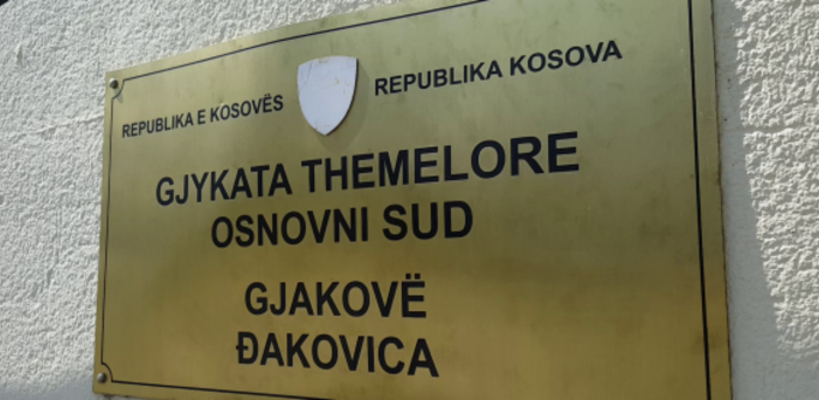 REPUBLIKA E KOSOVËS
REPUBLIKA KOSOVA
GJYKATA THEMELORE
OSNOVNI SUD
GJAKOVË
ĐAKOVICA